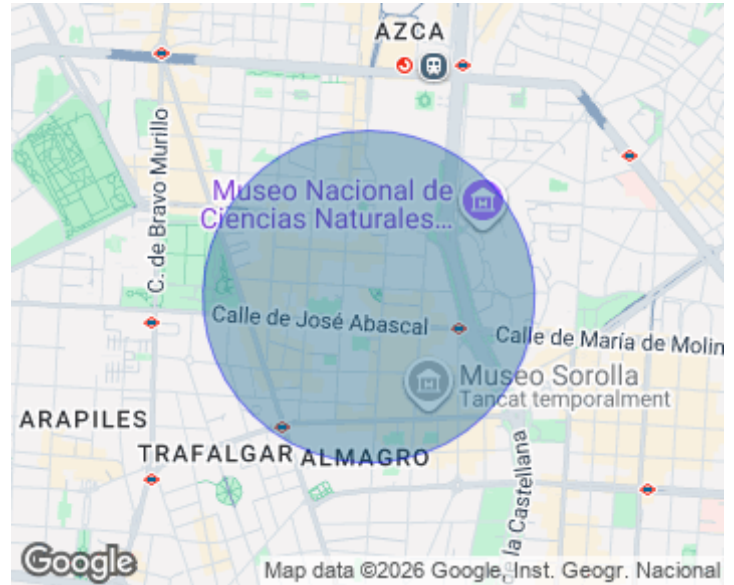 AZCA
Museo Nacional de
Ciencias Naturales...
C. de Bravo Murillo
Calle de José Abascal
Calle de María de Molin
Museo Sorolla
Tancat temporalment
ARAPILES
TRAFALGAR
ALMAGRO
la Castellana
Google
Map data ©2026 Google, Inst. Geogr. Nacional